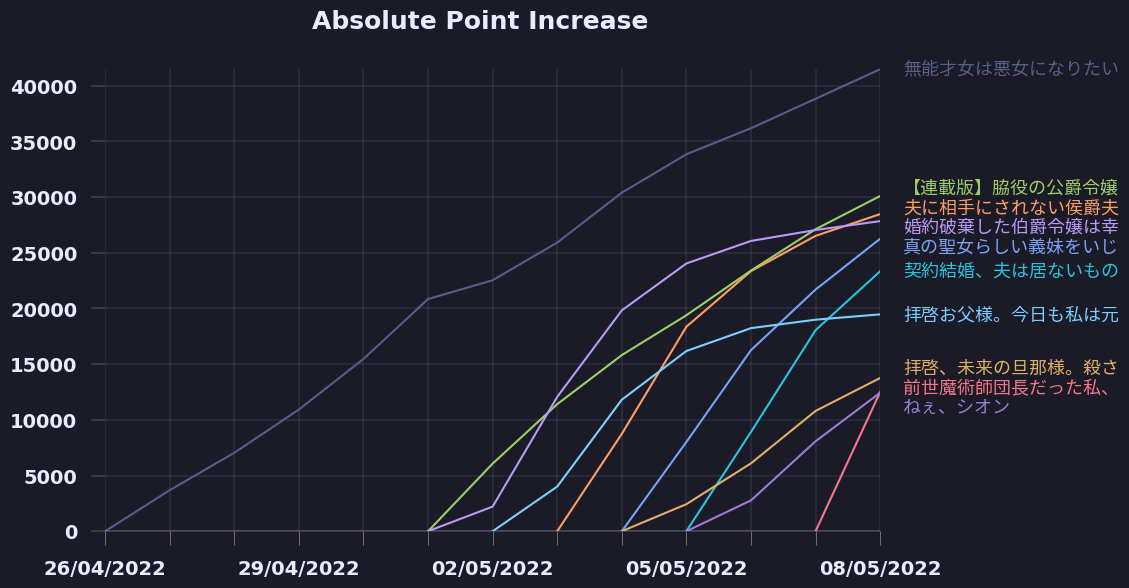 Absolute Point Increase
無能才女は悪女になりたい
40000
35000
30000
25000
20000
15000
10000
5000
0
【連載版】脇役の公爵令嬢
夫に相手にされない侯爵夫
婚約破棄した伯爵令嬢は幸
真の聖女らしい義妹をいじ
契約結婚、夫は居ないもの
拝啓お父様。今日も私は元
拝啓、未来の旦那様。殺さ
前世魔術師団長だった私、
ねぇ、シオン
26/04/2022
29/04/2022
02/05/2022
05/05/2022
08/05/2022